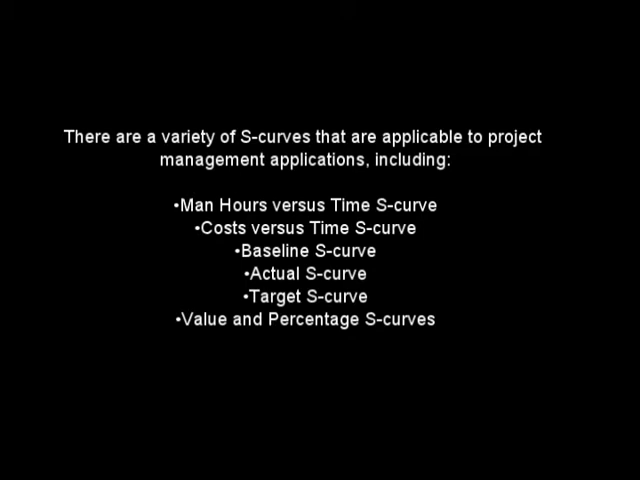 There are a variety of S-curves that are applicable to project
management applications, including:
•Man Hours versus Time S-curve
•Costs versus Time S-curve
•Baseline S-curve
•Actual S-curve
•Target S-curve
•Value and Percentage S-curves